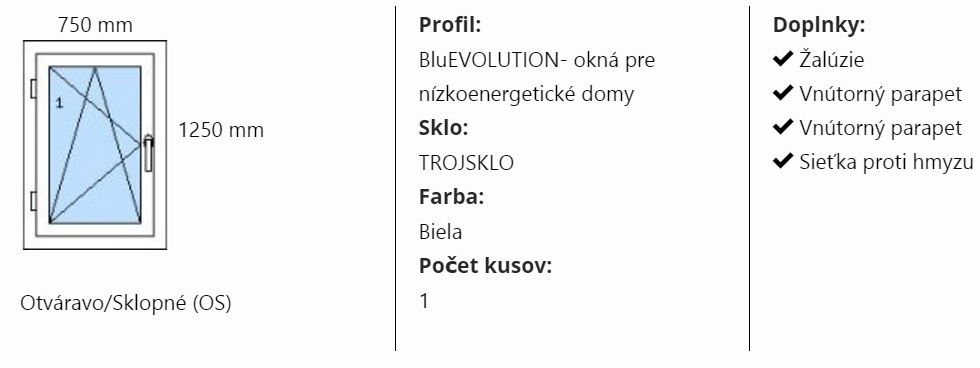 750 mm
1
1250 mm
Otváravo/Sklopné (OS)
Profil:
BluEVOLUTION- okná pre
nízkoenergetické domy
Sklo:
TROJSKLO
Farba:
Biela
Počet kusov:
1
Doplnky:
✔ Žalúzie
✔ Vnútorný parapet
✔ Vnútorný parapet
✔ Sieťka proti hmyzu